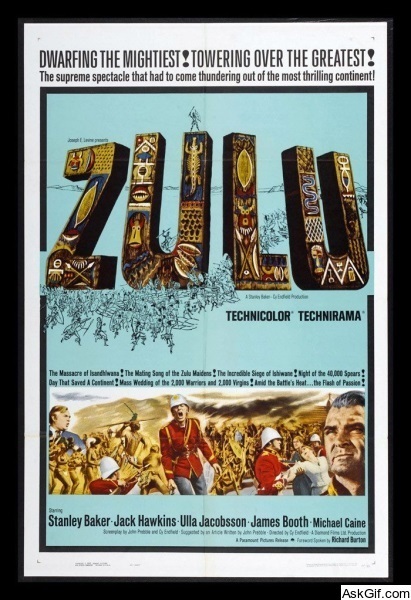 DWARFING THE MIGHTIEST! TOWERING OVER THE GREATEST!
The supreme spectacle that had to come thundering out of the most thrilling continent!
Joseph E. Levine presents
ZULU
A Stanley Baker - Cy Endfield Production
TECHNICOLOR® TECHNIRAMA®
The Massacre of Isandhlwana! The Mating Song of the Zulu Maidens! The Incredible Siege of Ishiwane! Night of the 40,000 Spears!
Day That Saved A Continent! Mass Wedding of the 2,000 Warriors and 2,000 Virgins! Amid the Battle's Heat...the Flash of Passion!
Starring
Stanley Baker · Jack Hawkins · Ulla Jacobsson · James Booth · Michael Caine
Screenplay by John Prebble and Cy Endfield · Suggested by an Article Written by John Prebble · Directed by Cy Endfield · A Diamond Films Ltd. Production
A Paramount Pictures Release · Foreword Spoken by Richard Burton
AskGif.com